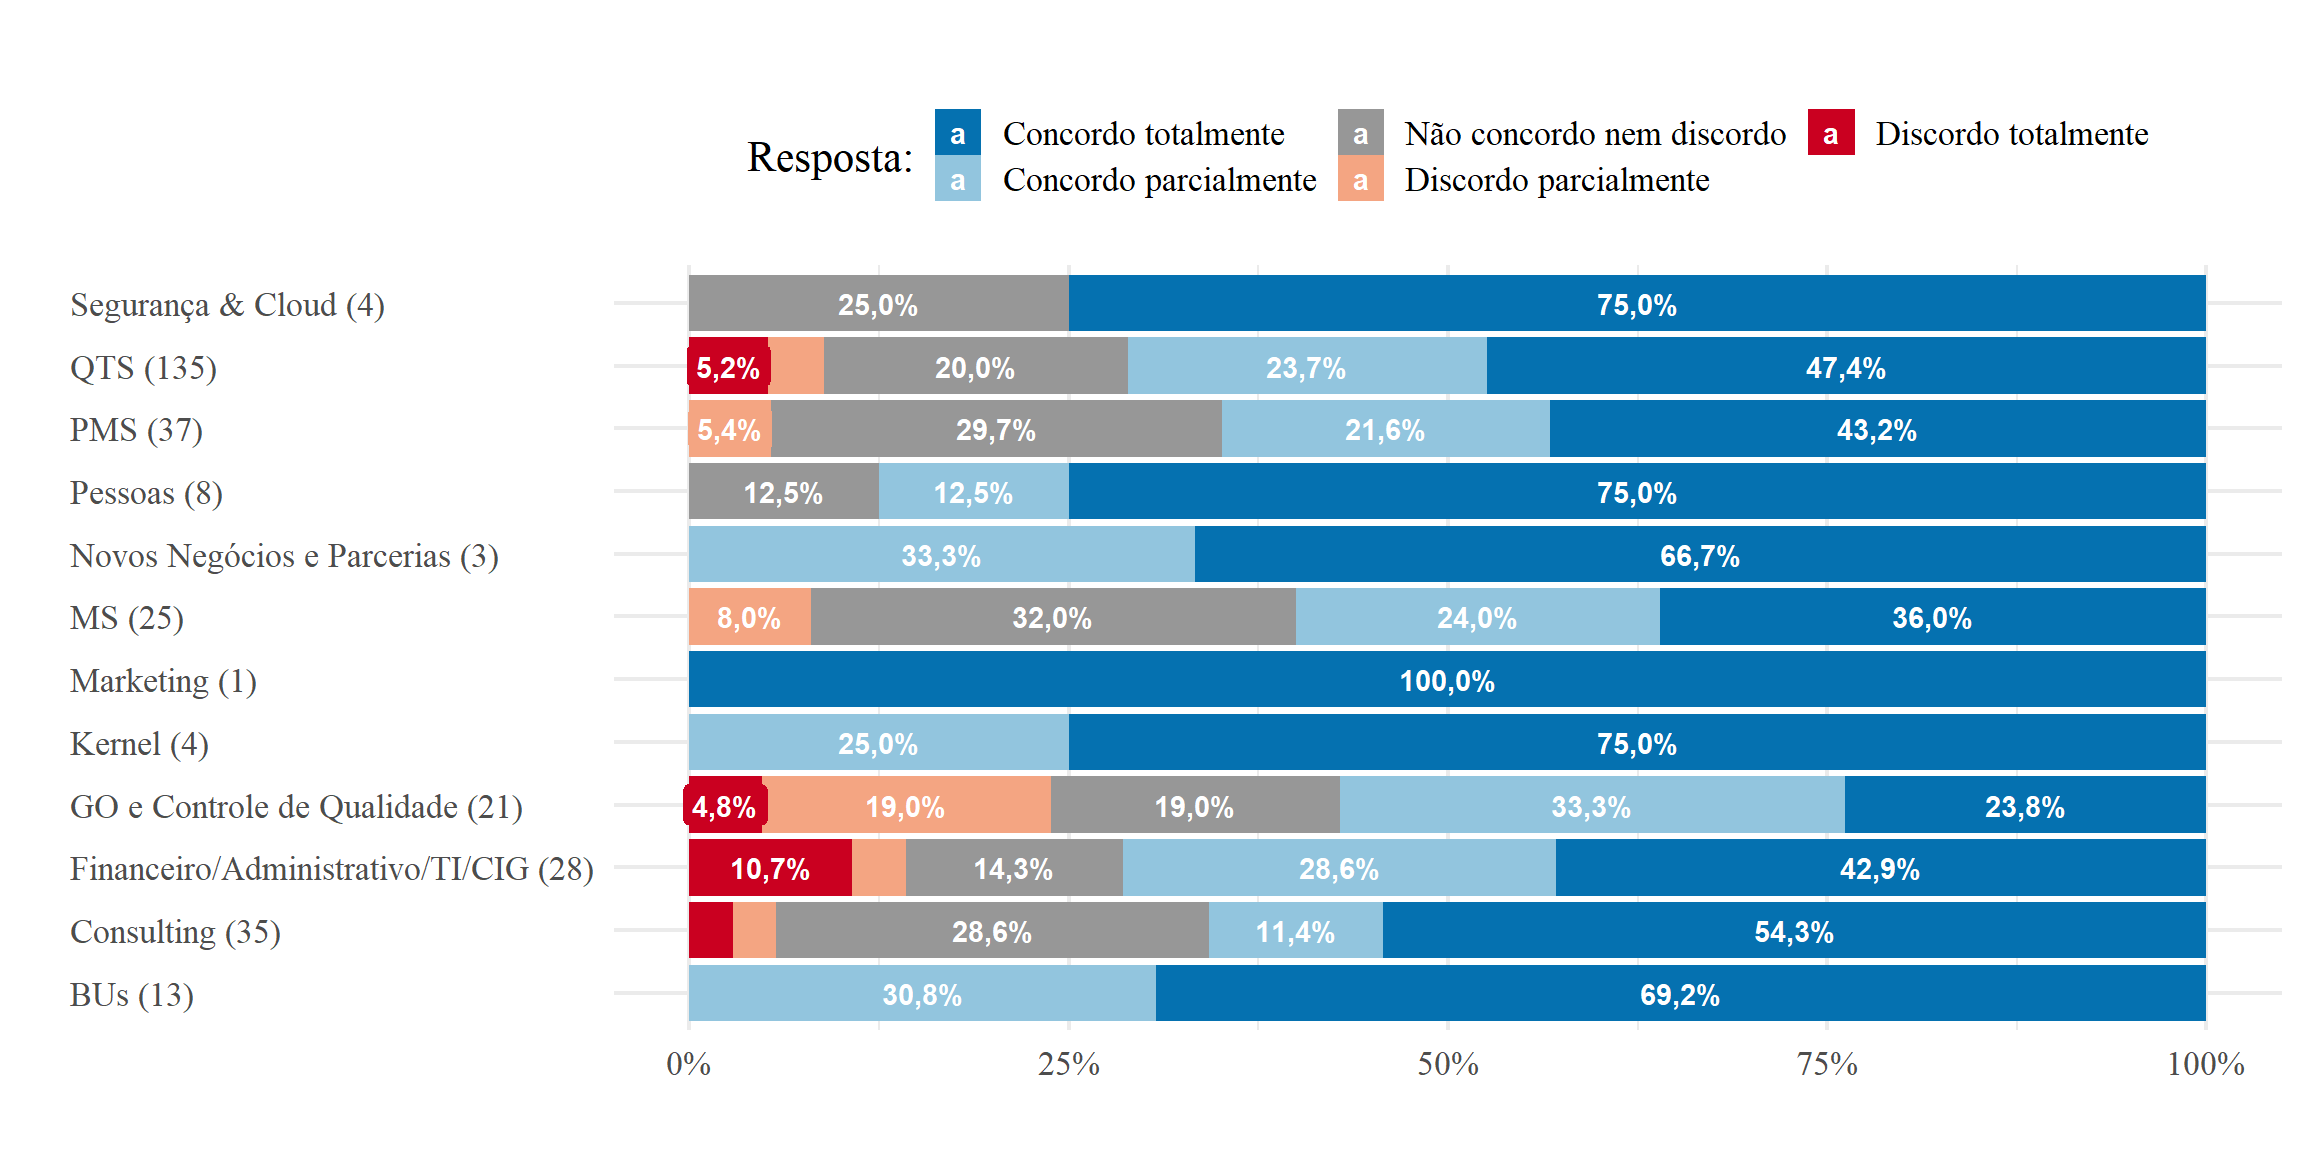 Resposta:
a Concordo totalmente a Não concordo nem discordo a Discordo totalmente
a Concordo parcialmente a Discordo parcialmente
Segurança & Cloud (4) 25,0% 75,0%
QTS (135) 5,2% 20,0% 23,7% 47,4%
PMS (37) 5,4% 29,7% 21,6% 43,2%
Pessoas (8) 12,5% 12,5% 75,0%
Novos Negócios e Parcerias (3) 33,3% 66,7%
MS (25) 8,0% 32,0% 24,0% 36,0%
Marketing (1) 100,0%
Kernel (4) 25,0% 75,0%
GO e Controle de Qualidade (21) 4,8% 19,0% 19,0% 33,3% 23,8%
Financeiro/Administrativo/TI/CIG (28) 10,7% 14,3% 28,6% 42,9%
Consulting (35) 28,6% 11,4% 54,3%
BUs (13) 30,8% 69,2%
0% 25% 50% 75% 100%